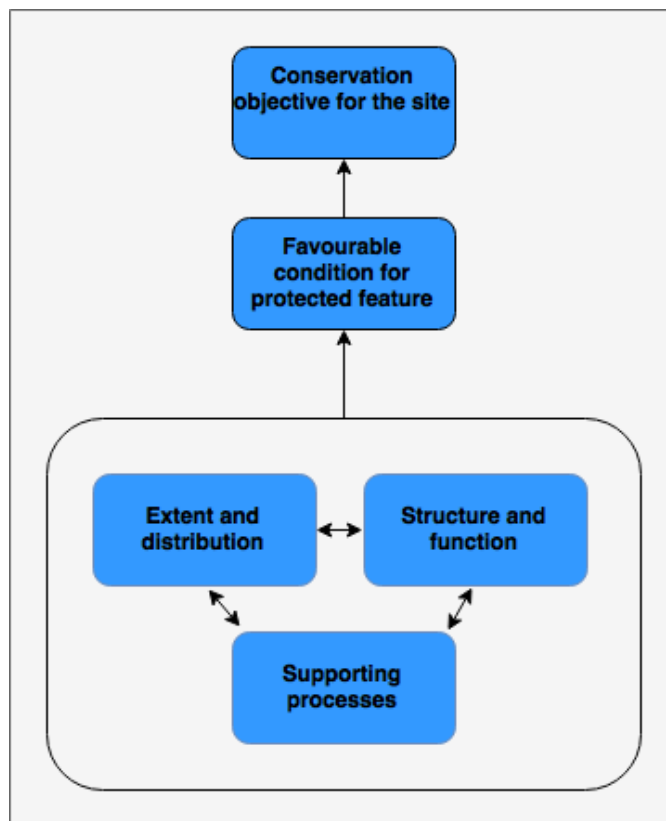 Conservation
objective for the site
Favourable
condition for
protected feature
Extent and
distribution
Structure and
function
Supporting
processes